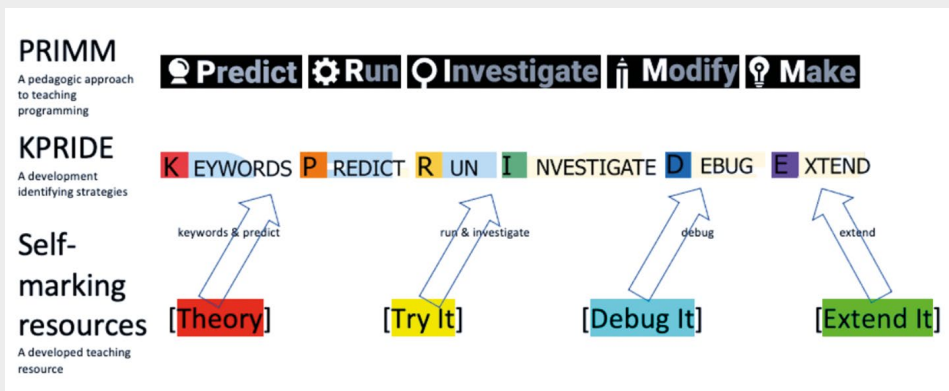 PRIMM
A pedagogic approach
to teaching
programming
Predict Run Investigate Modify Make
KPRIDE
A development
identifying strategies
K EYWORDS P REDICT R UN I NVESTIGATE D EBUG E XTEND
keywords & predict run & investigate debug extend
Self-
marking
resources
A developed teaching
resource
[Theory] [Try It] [Debug It] [Extend It]